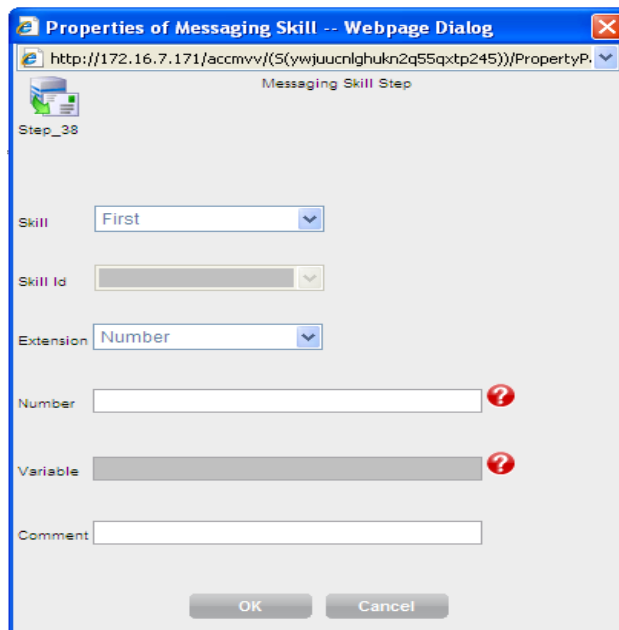 Properties of Messaging Skill -- Webpage Dialog
http://172.16.7.171/accmvv/(S(ywjuucnlghukn2q55qxtp245))/PropertyP.
Messaging Skill Step
Step_38
Skill First
Skill Id
Extension Number
Number ?
Variable ?
Comment
OK Cancel